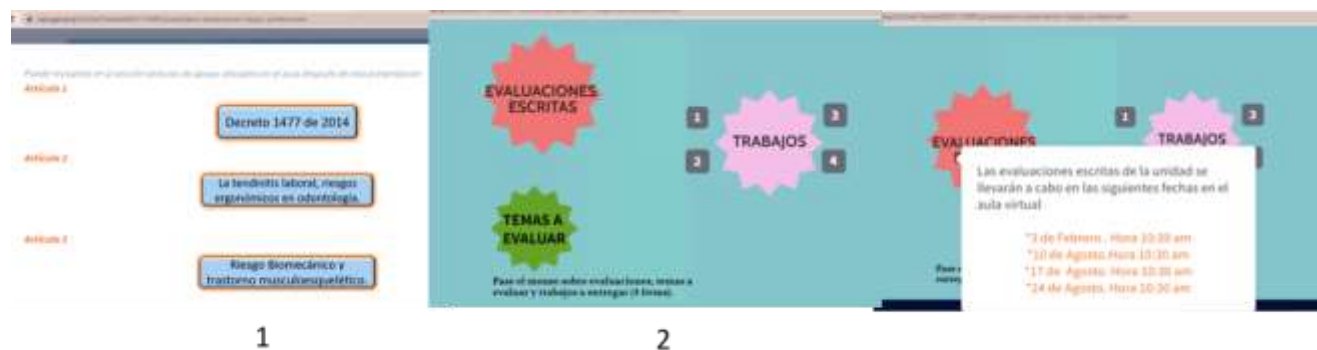 Artículo 1
Decreto 1477 de 2014
Artículo 2
La tendinitis laboral, riesgos
ergonómicos en odontología.
Artículo 3
Riesgo Biomecánico y
trastorno musculoesquelético.
1
EVALUACIONES
ESCRITAS
1
3
TRABAJOS
2
4
TEMAS A
EVALUAR
Pase el mouse sobre evaluaciones, temas a
evaluar y trabajos a entregar (4 items).
2
EVALUACIONES
1
3
TRABAJOS
Las evaluaciones escritas de la unidad se
llevarán a cabo en las siguientes fechas en el
aula virtual
*3 de Febrero . Hora 10:30 am
*10 de Agosto. Hora 10:30 am
*17 de Agosto. Hora 10:30 am
*24 de Agosto. Hora 10:30 am